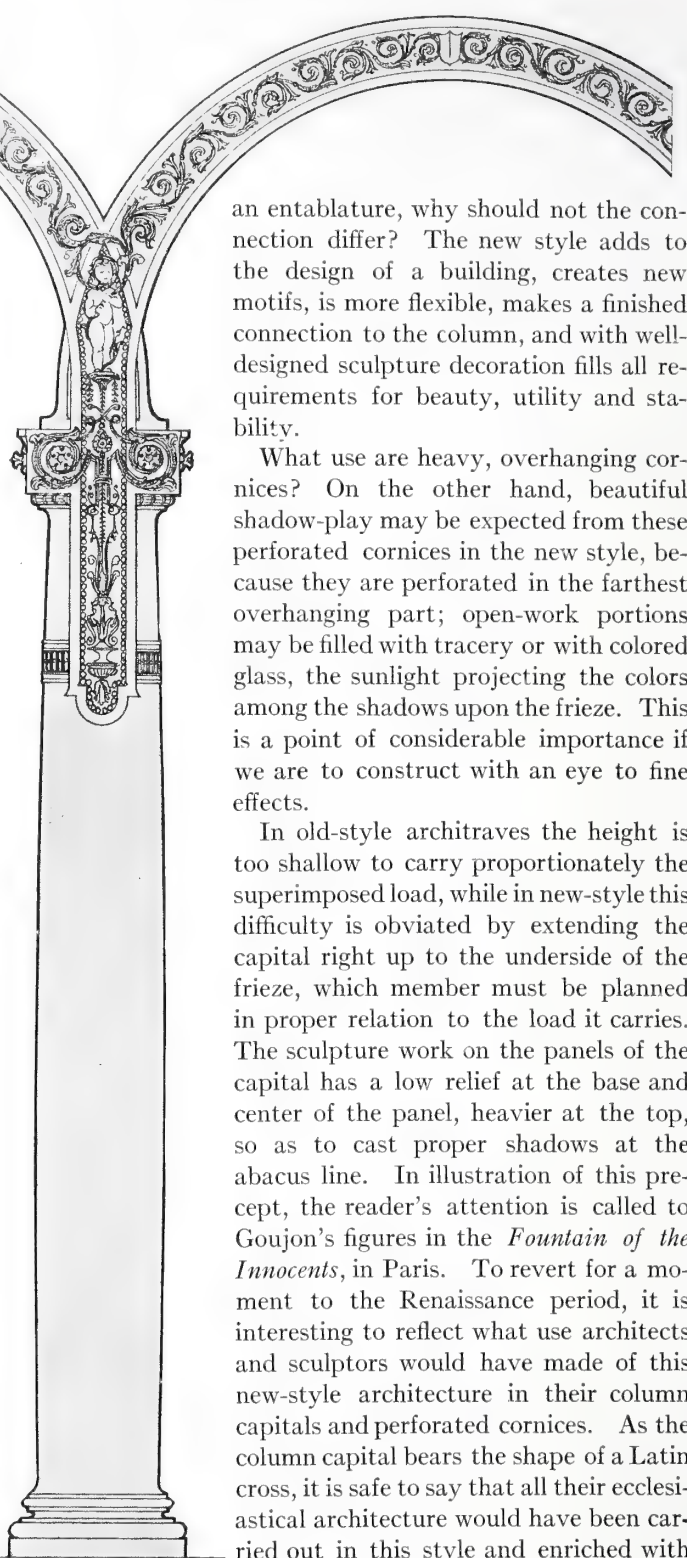 an entablature, why should not the con-
nection differ? The new style adds to
the design of a building, creates new
motifs, is more flexible, makes a finished
connection to the column, and with well-
designed sculpture decoration fills all re-
quirements for beauty, utility and sta-
bility.
What use are heavy, overhanging cor-
nices? On the other hand, beautiful
shadow-play may be expected from these
perforated cornices in the new style, be-
cause they are perforated in the farthest
overhanging part; open-work portions
may be filled with tracery or with colored
glass, the sunlight projecting the colors
among the shadows upon the frieze. This
is a point of considerable importance if
we are to construct with an eye to fine
effects.
In old-style architraves the height is
too shallow to carry proportionately the
superimposed load, while in new-style this
difficulty is obviated by extending the
capital right up to the underside of the
frieze, which member must be planned
in proper relation to the load it carries.
The sculpture work on the panels of the
capital has a low relief at the base and
center of the panel, heavier at the top,
so as to cast proper shadows at the
abacus line. In illustration of this pre-
cept, the reader's attention is called to
Goujon's figures in the Fountain of the
Innocents, in Paris. To revert for a mo-
ment to the Renaissance period, it is
interesting to reflect what use architects
and sculptors would have made of this
new-style architecture in their column
capitals and perforated cornices. As the
column capital bears the shape of a Latin
cross, it is safe to say that all their ecclesi-
astical architecture would have been car-
ried out in this style and enriched with